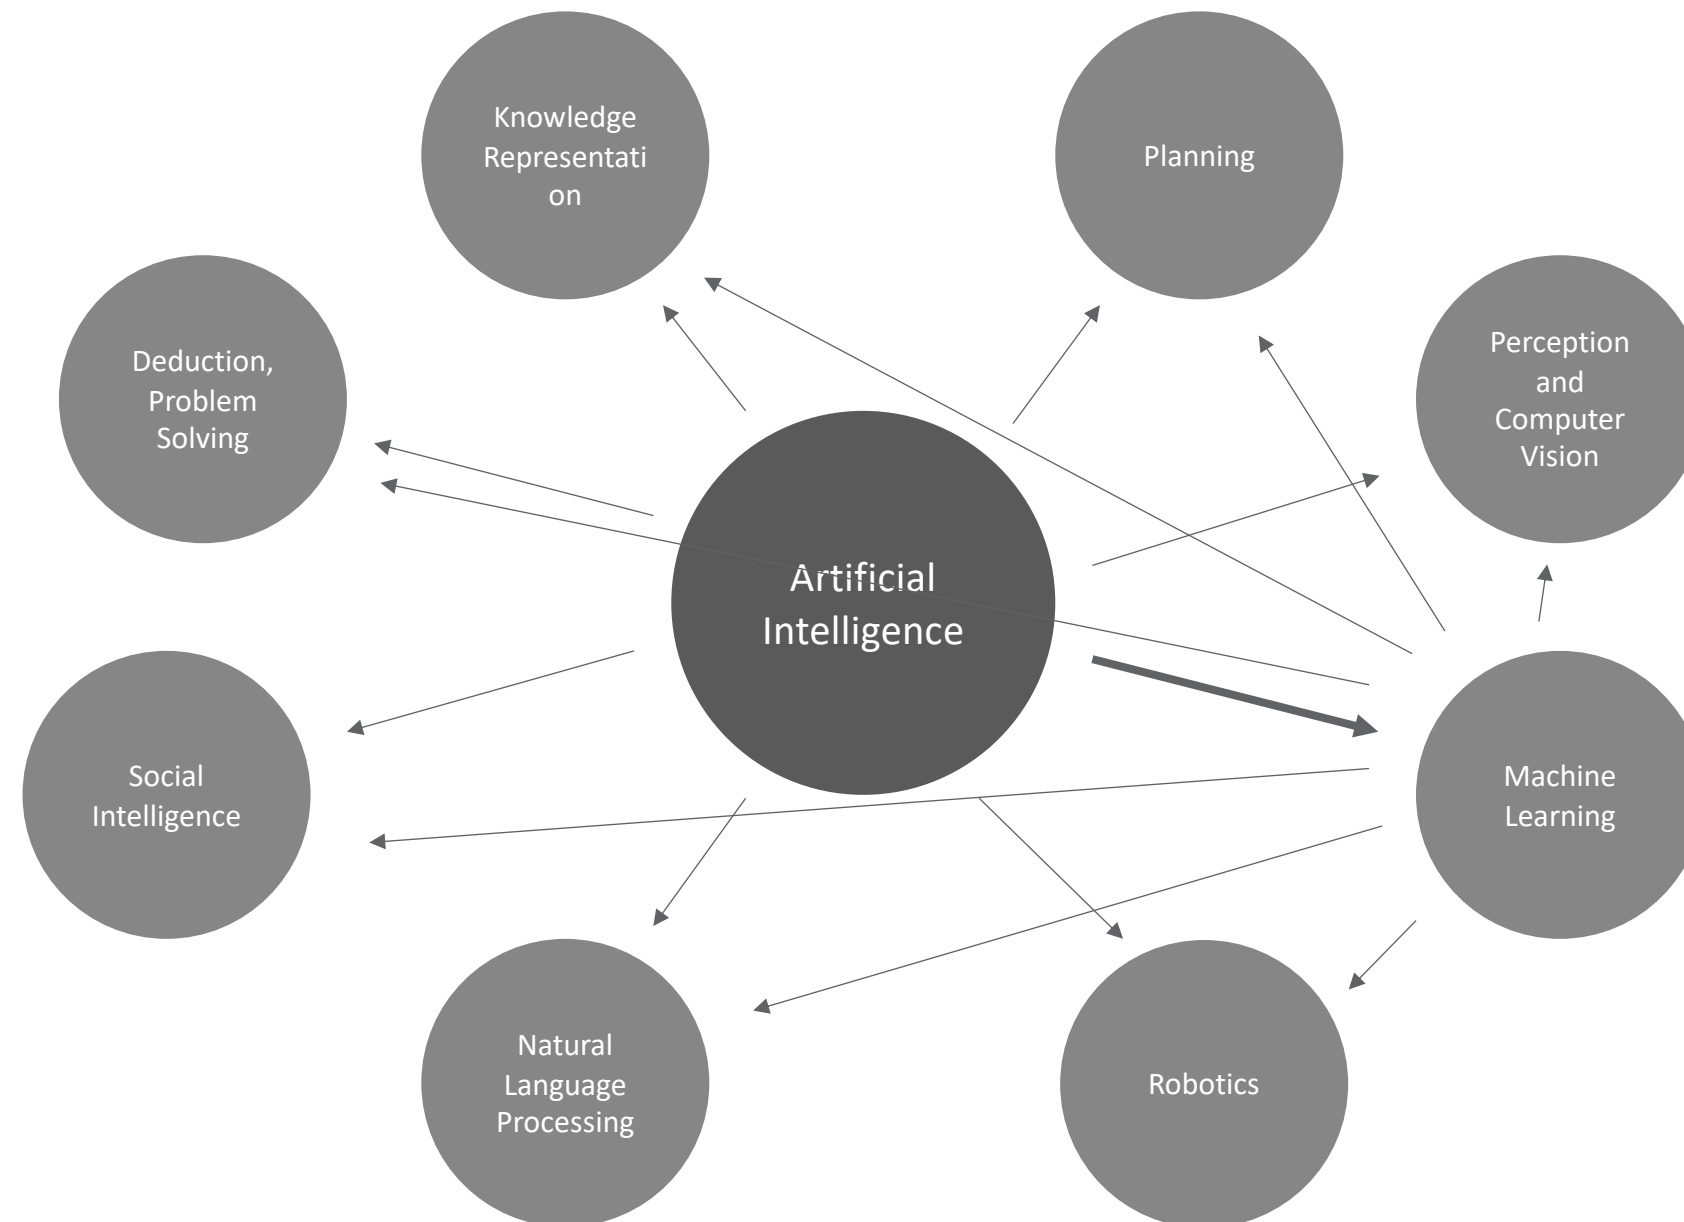 Knowledge
Representati
on
Planning
Deduction,
Problem
Solving
Perception
and
Computer
Vision
Artificial
Intelligence
Social
Intelligence
Machine
Learning
Natural
Language
Processing
Robotics